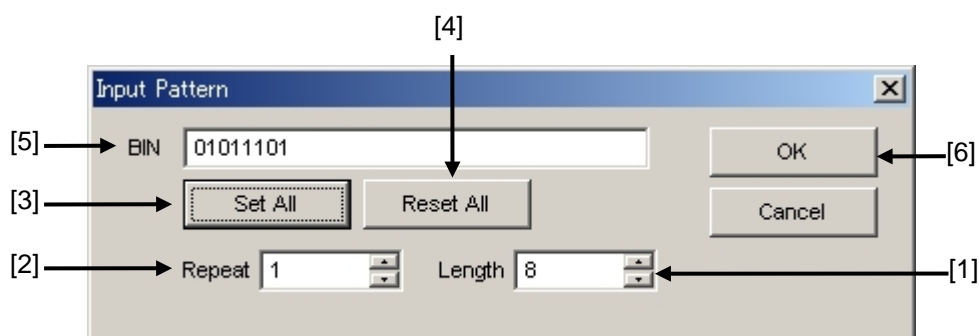 [4]
Input Pattern
[5] BIN 01011101 OK [6]
[3] Set All Reset All Cancel
[2] Repeat 1 Length 8 [1]